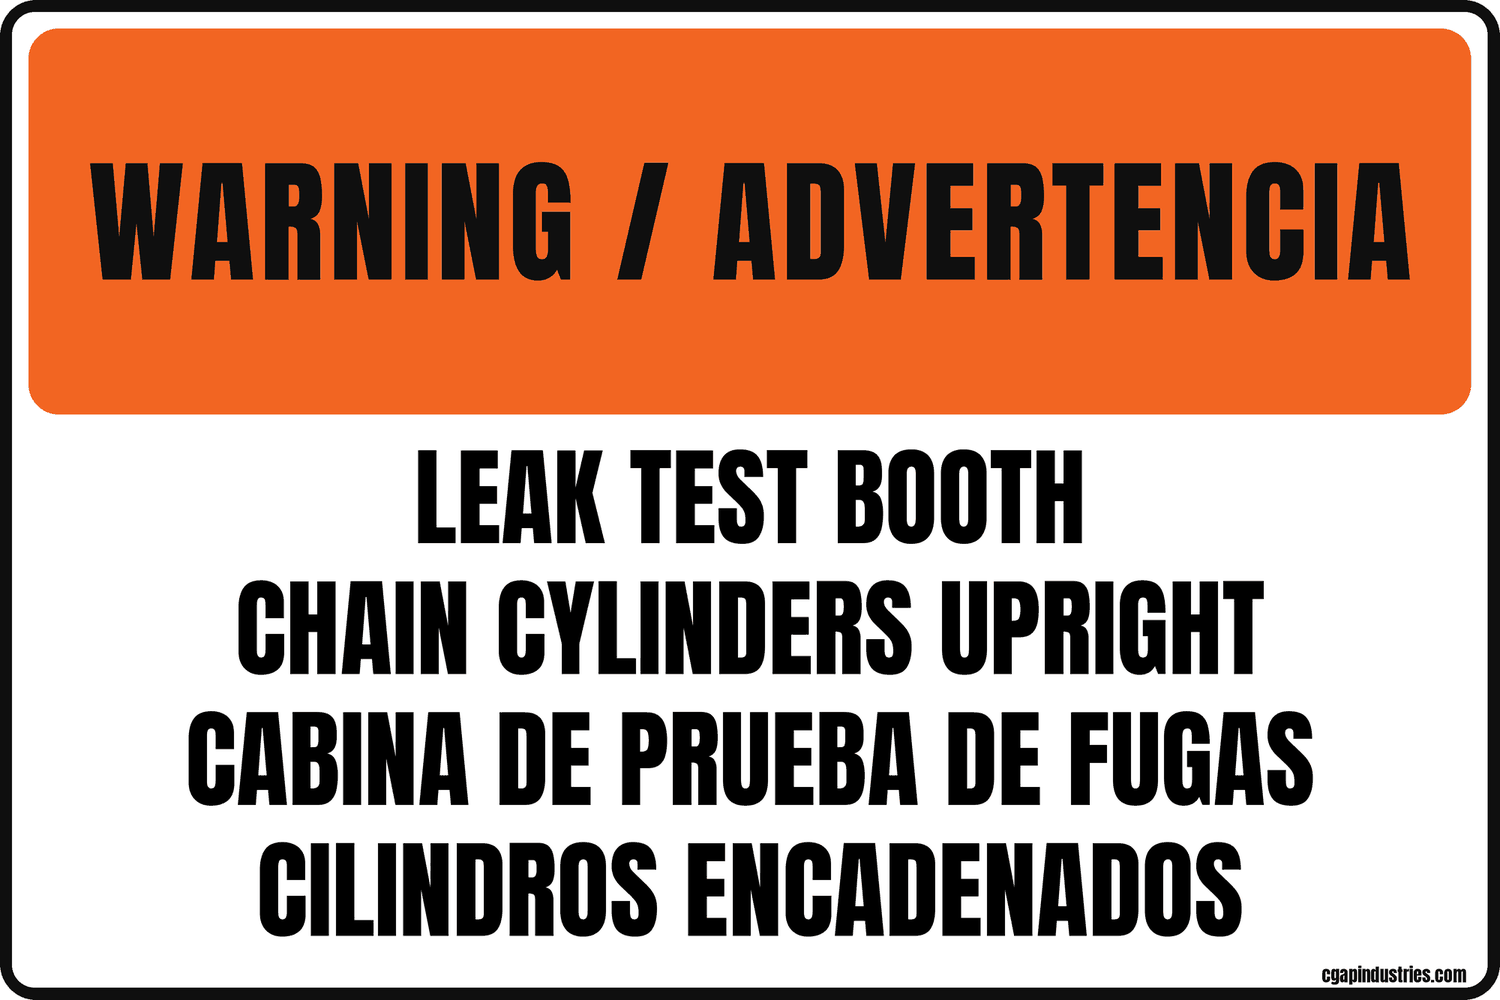 WARNING / ADVERTENCIA
LEAK TEST BOOTH
CHAIN CYLINDERS UPRIGHT
CABINA DE PRUEBA DE FUGAS
CILINDROS ENCADENADOS
cgapindustries.com